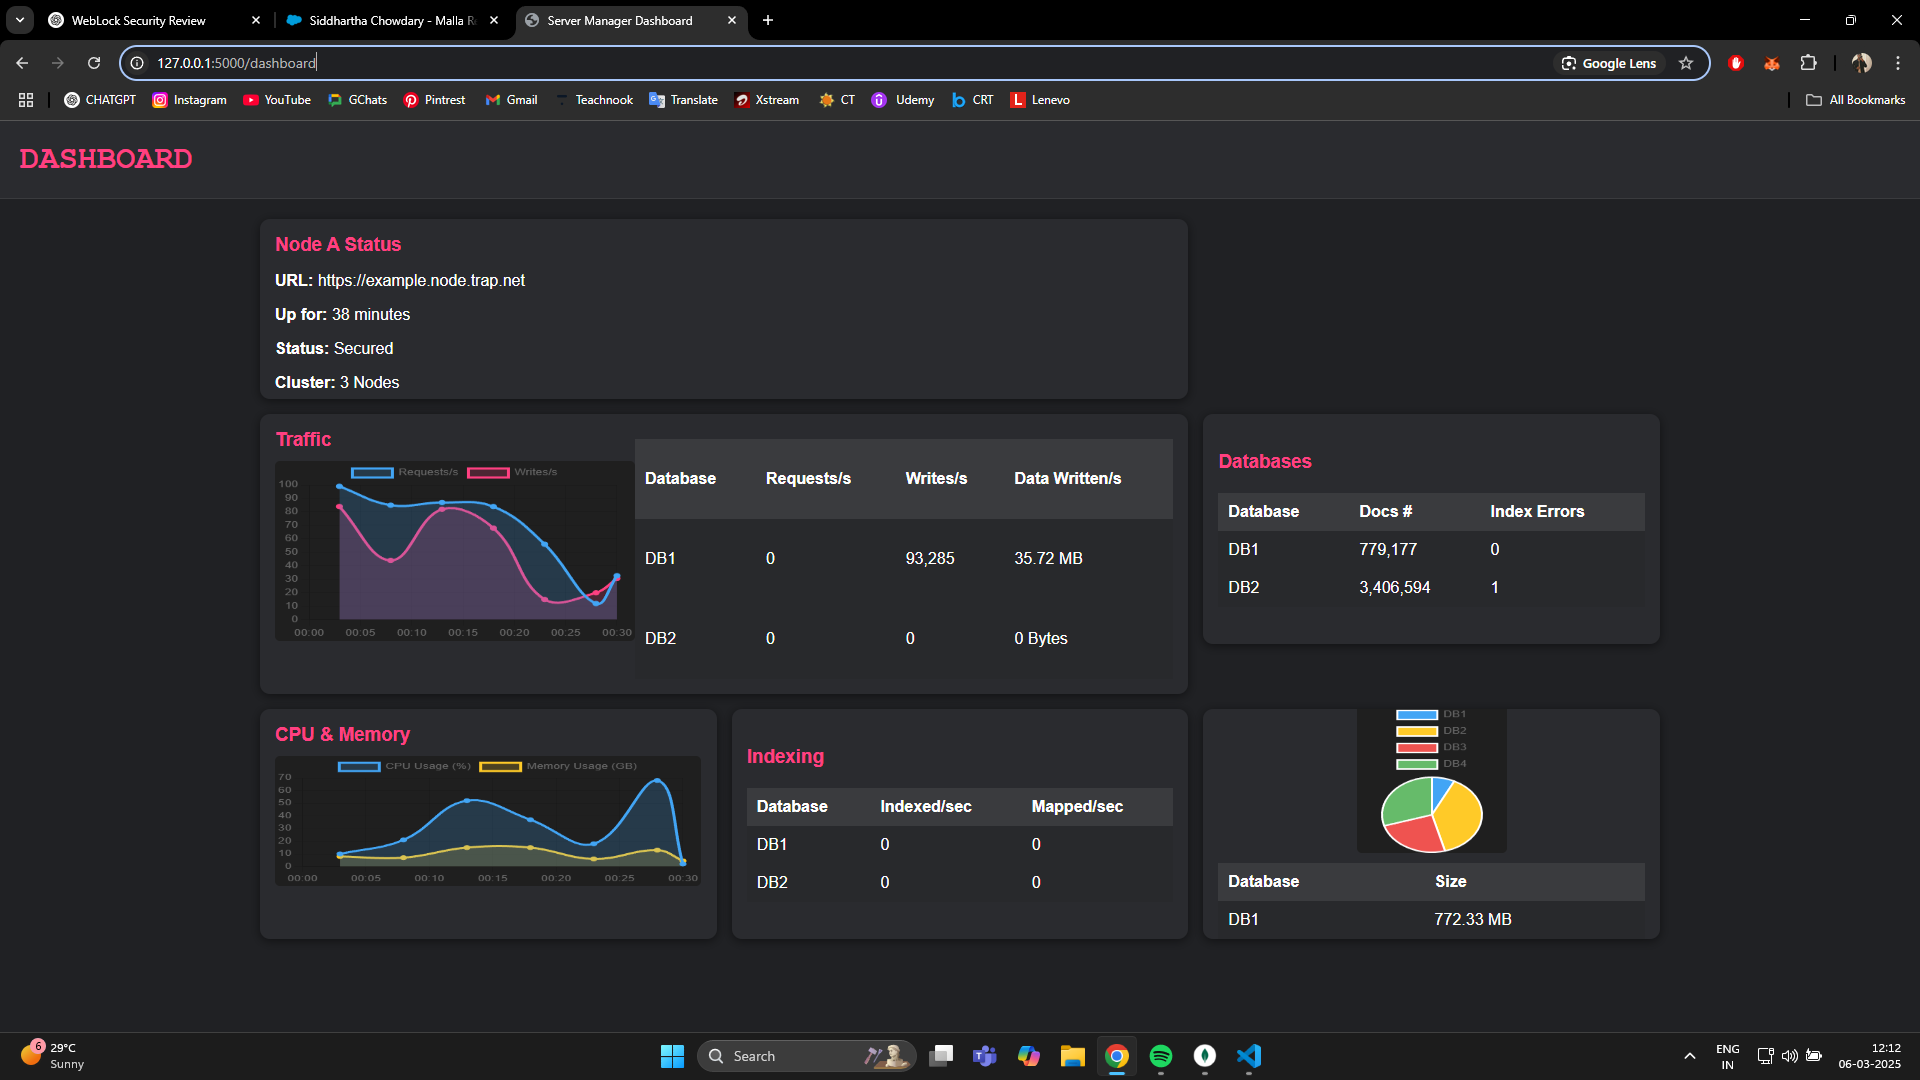 WebLock Security Review
Siddhartha Chowdary - Malla R
Server Manager Dashboard
127.0.0.1:5000/dashboard
Google Lens
CHATGPT
Instagram
YouTube
GChats
Pintrest
Gmail
Teachnook
Translate
Xstream
CT
Udemy
CRT
Lenevo
All Bookmarks
DASHBOARD
Node A Status
URL: https://example.node.trap.net
Up for: 38 minutes
Status: Secured
Cluster: 3 Nodes
Traffic
Requests/s Writes/s
100
90
80
70
60
50
40
30
20
10
0
00:00 00:05 00:10 00:15 00:20 00:25 00:30
Database Requests/s Writes/s Data Written/s
DB1 0 93,285 35.72 MB
DB2 0 0 0 Bytes
Databases
Database Docs # Index Errors
DB1 779,177 0
DB2 3,406,594 1
CPU & Memory
CPU Usage (%) Memory Usage (GB)
70
60
50
40
30
20
10
0
00:00 00:05 00:10 00:15 00:20 00:25 00:30
Indexing
Database Indexed/sec Mapped/sec
DB1 0 0
DB2 0 0
DB1
DB2
DB3
DB4
Database Size
DB1 772.33 MB
6
29°C
Sunny
Search
ENG
IN
12:12
06-03-2025